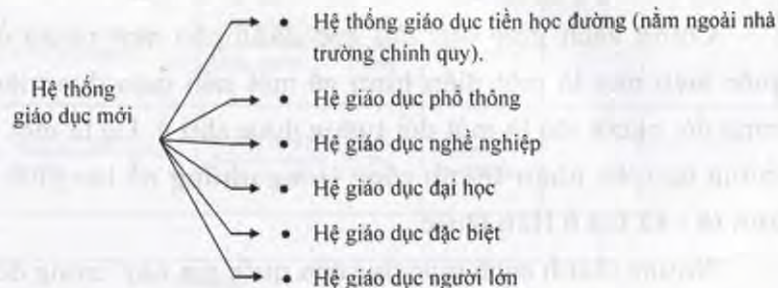 Hệ thống
giáo dục mới
• Hệ thống giáo dục tiền học đường (nằm ngoài nhà
trường chính quy).
• Hệ giáo dục phổ thông
• Hệ giáo dục nghề nghiệp
• Hệ giáo dục đại học
• Hệ giáo dục đặc biệt
• Hệ giáo dục người lớn